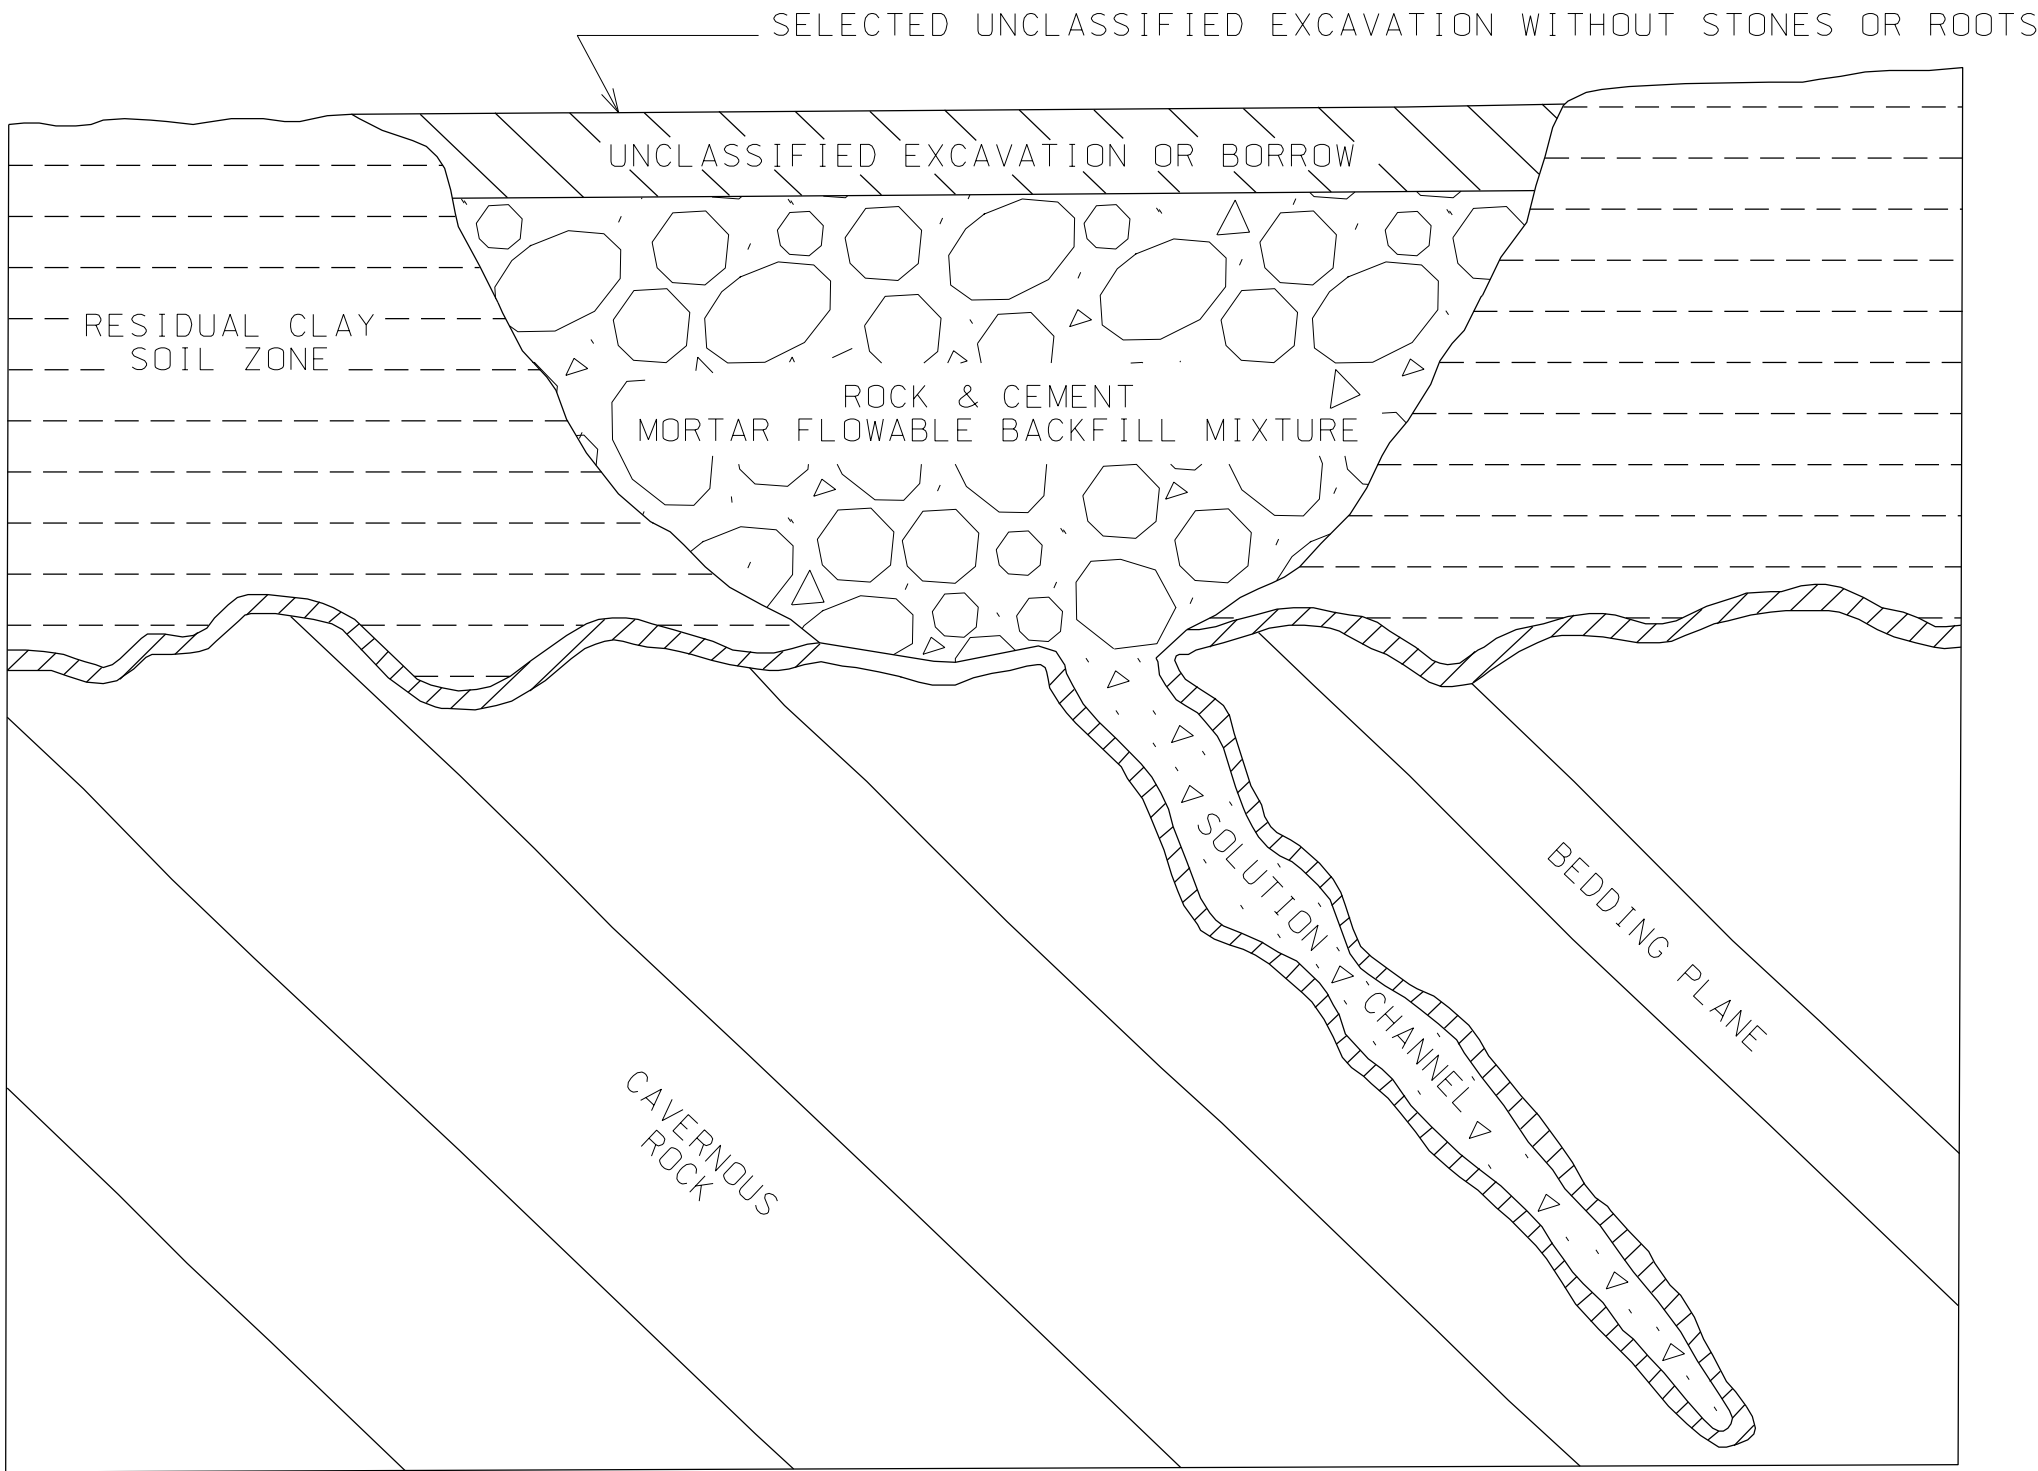 SELECTED UNCLASSIFIED EXCAVATION WITHOUT STONES OR ROOTS
UNCLASSIFIED EXCAVATION OR BORROW
RESIDUAL CLAY
SOIL ZONE
ROCK & CEMENT
MORTAR FLOWABLE BACKFILL MIXTURE
SOLUTION CHANNEL
BEDDING PLANE
CAVERNOUS
ROCK